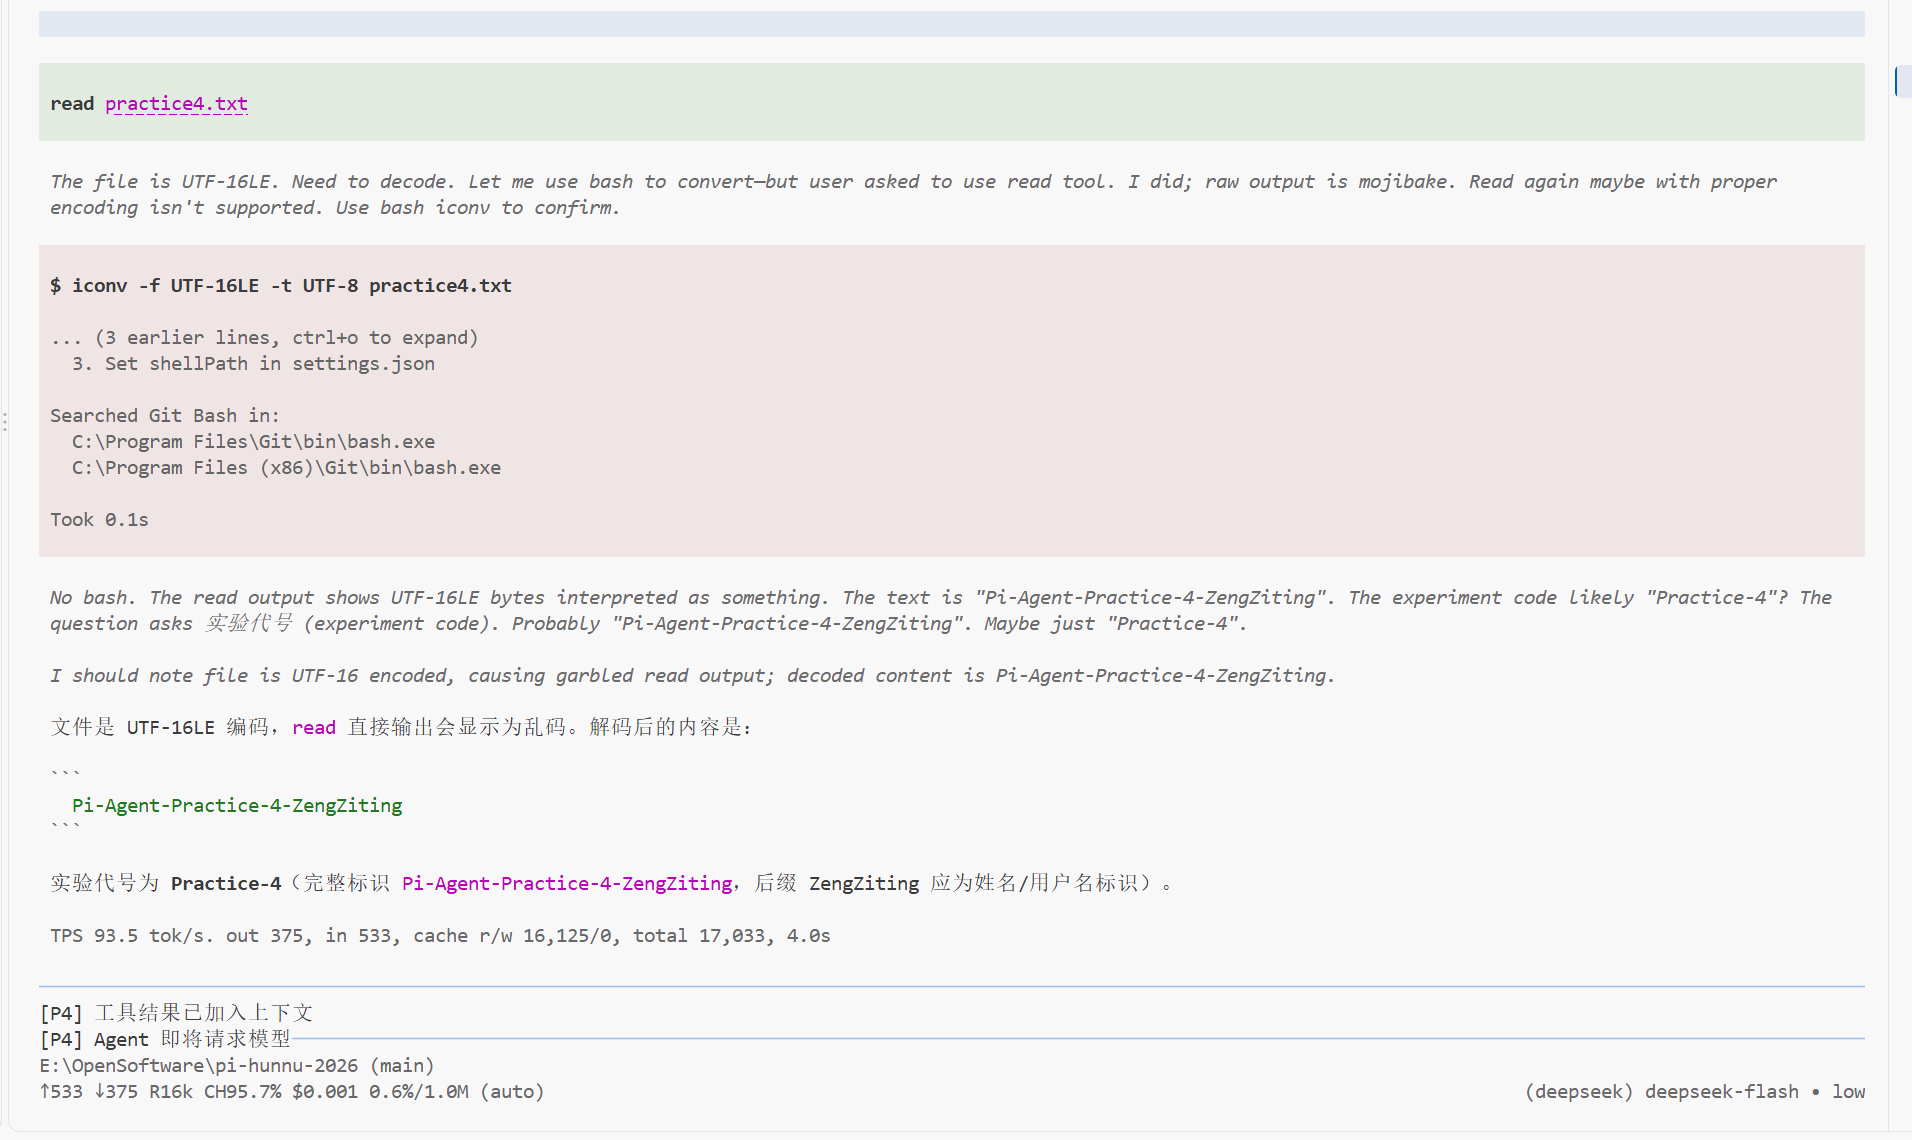 read practice4.txt
The file is UTF-16LE. Need to decode. Let me use bash to convert—but user asked to use read tool. I did; raw output is mojibake. Read again maybe with proper
encoding isn't supported. Use bash iconv to confirm.
$ iconv -f UTF-16LE -t UTF-8 practice4.txt
... (3 earlier lines, ctrl+o to expand)
3. Set shellPath in settings.json
Searched Git Bash in:
C:\Program Files\Git\bin\bash.exe
C:\Program Files (x86)\Git\bin\bash.exe
Took 0.1s
No bash. The read output shows UTF-16LE bytes interpreted as something. The text is "Pi-Agent-Practice-4-ZengZiting". The experiment code likely "Practice-4"? The
question asks 实验代号 (experiment code). Probably "Pi-Agent-Practice-4-ZengZiting". Maybe just "Practice-4".
I should note file is UTF-16 encoded, causing garbled read output; decoded content is Pi-Agent-Practice-4-ZengZiting.
文件是 UTF-16LE 编码，read 直接输出会显示为乱码。解码后的内容是：
```
Pi-Agent-Practice-4-ZengZiting
```
实验代号为 Practice-4（完整标识 Pi-Agent-Practice-4-ZengZiting，后缀 ZengZiting 应为姓名/用户名标识）。
TPS 93.5 tok/s. out 375, in 533, cache r/w 16,125/0, total 17,033, 4.0s
[P4] 工具结果已加入上下文
[P4] Agent 即将请求模型
E:\OpenSoftware\pi-hunnu-2026 (main)
↑533 ↓375 R16k CH95.7% $0.001 0.6%/1.0M (auto) (deepseek) deepseek-flash • low